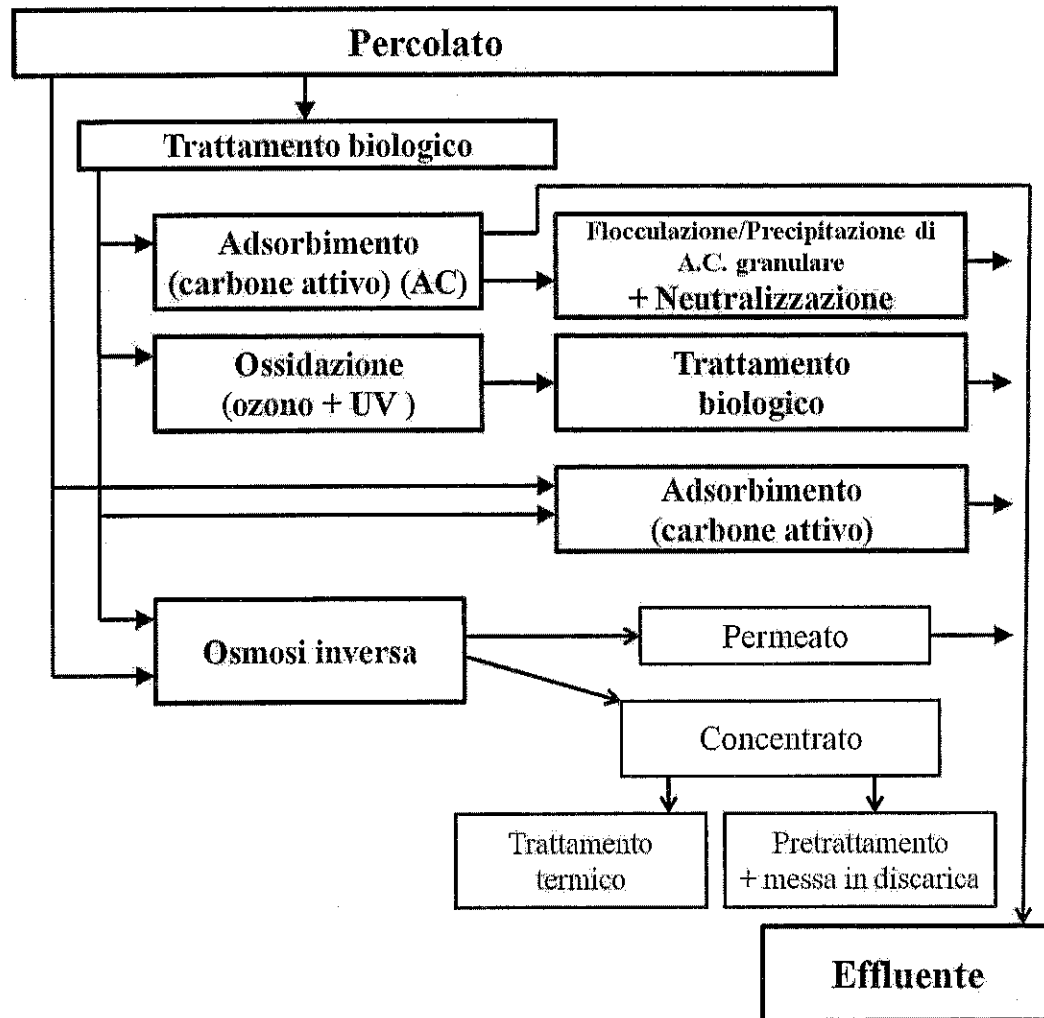 Percolato
Trattamento biologico
Adsorbimento
(carbone attivo) (AC)
Flocculazione/Precipitazione di
A.C. granulare
+ Neutralizzazione
Ossidazione
(ozono + UV )
Trattamento
biologico
Adsorbimento
(carbone attivo)
Osmosi inversa
Permeato
Concentrato
Trattamento
termico
Pretrattamento
+ messa in discarica
Effluente